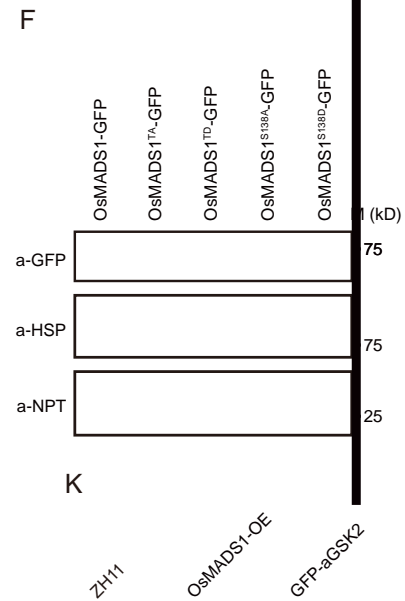 F
OsMADS1-GFP
OsMADS1TA-GFP
OsMADS1TD-GFP
OsMADS1S138A-GFP
OsMADS1S138D-GFP
(kD)
a-GFP 75
a-HSP 75
a-NPT 25
K
ZH11
OsMADS1-OE
GFP-aGSK2